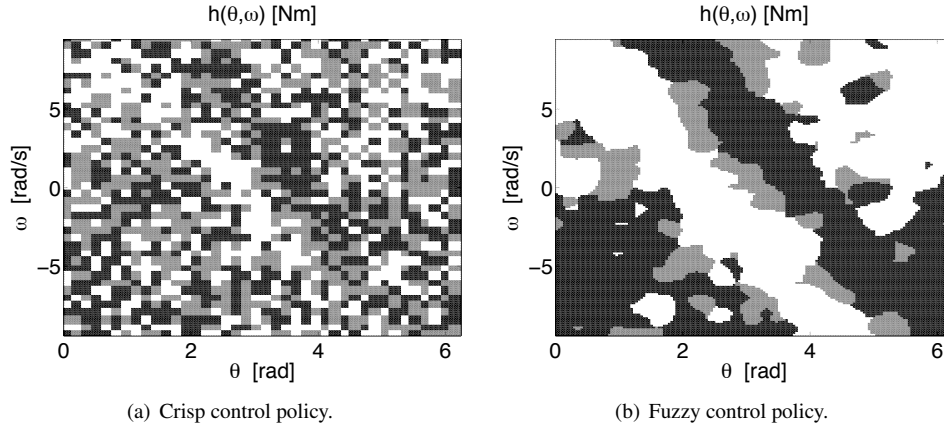 h(θ,ω) [Nm]
5
0
−5
ω [rad/s]
0 2 4 6
θ [rad]
(a) Crisp control policy.
h(θ,ω) [Nm]
5
0
−5
ω [rad/s]
0 2 4 6
θ [rad]
(b) Fuzzy control policy.